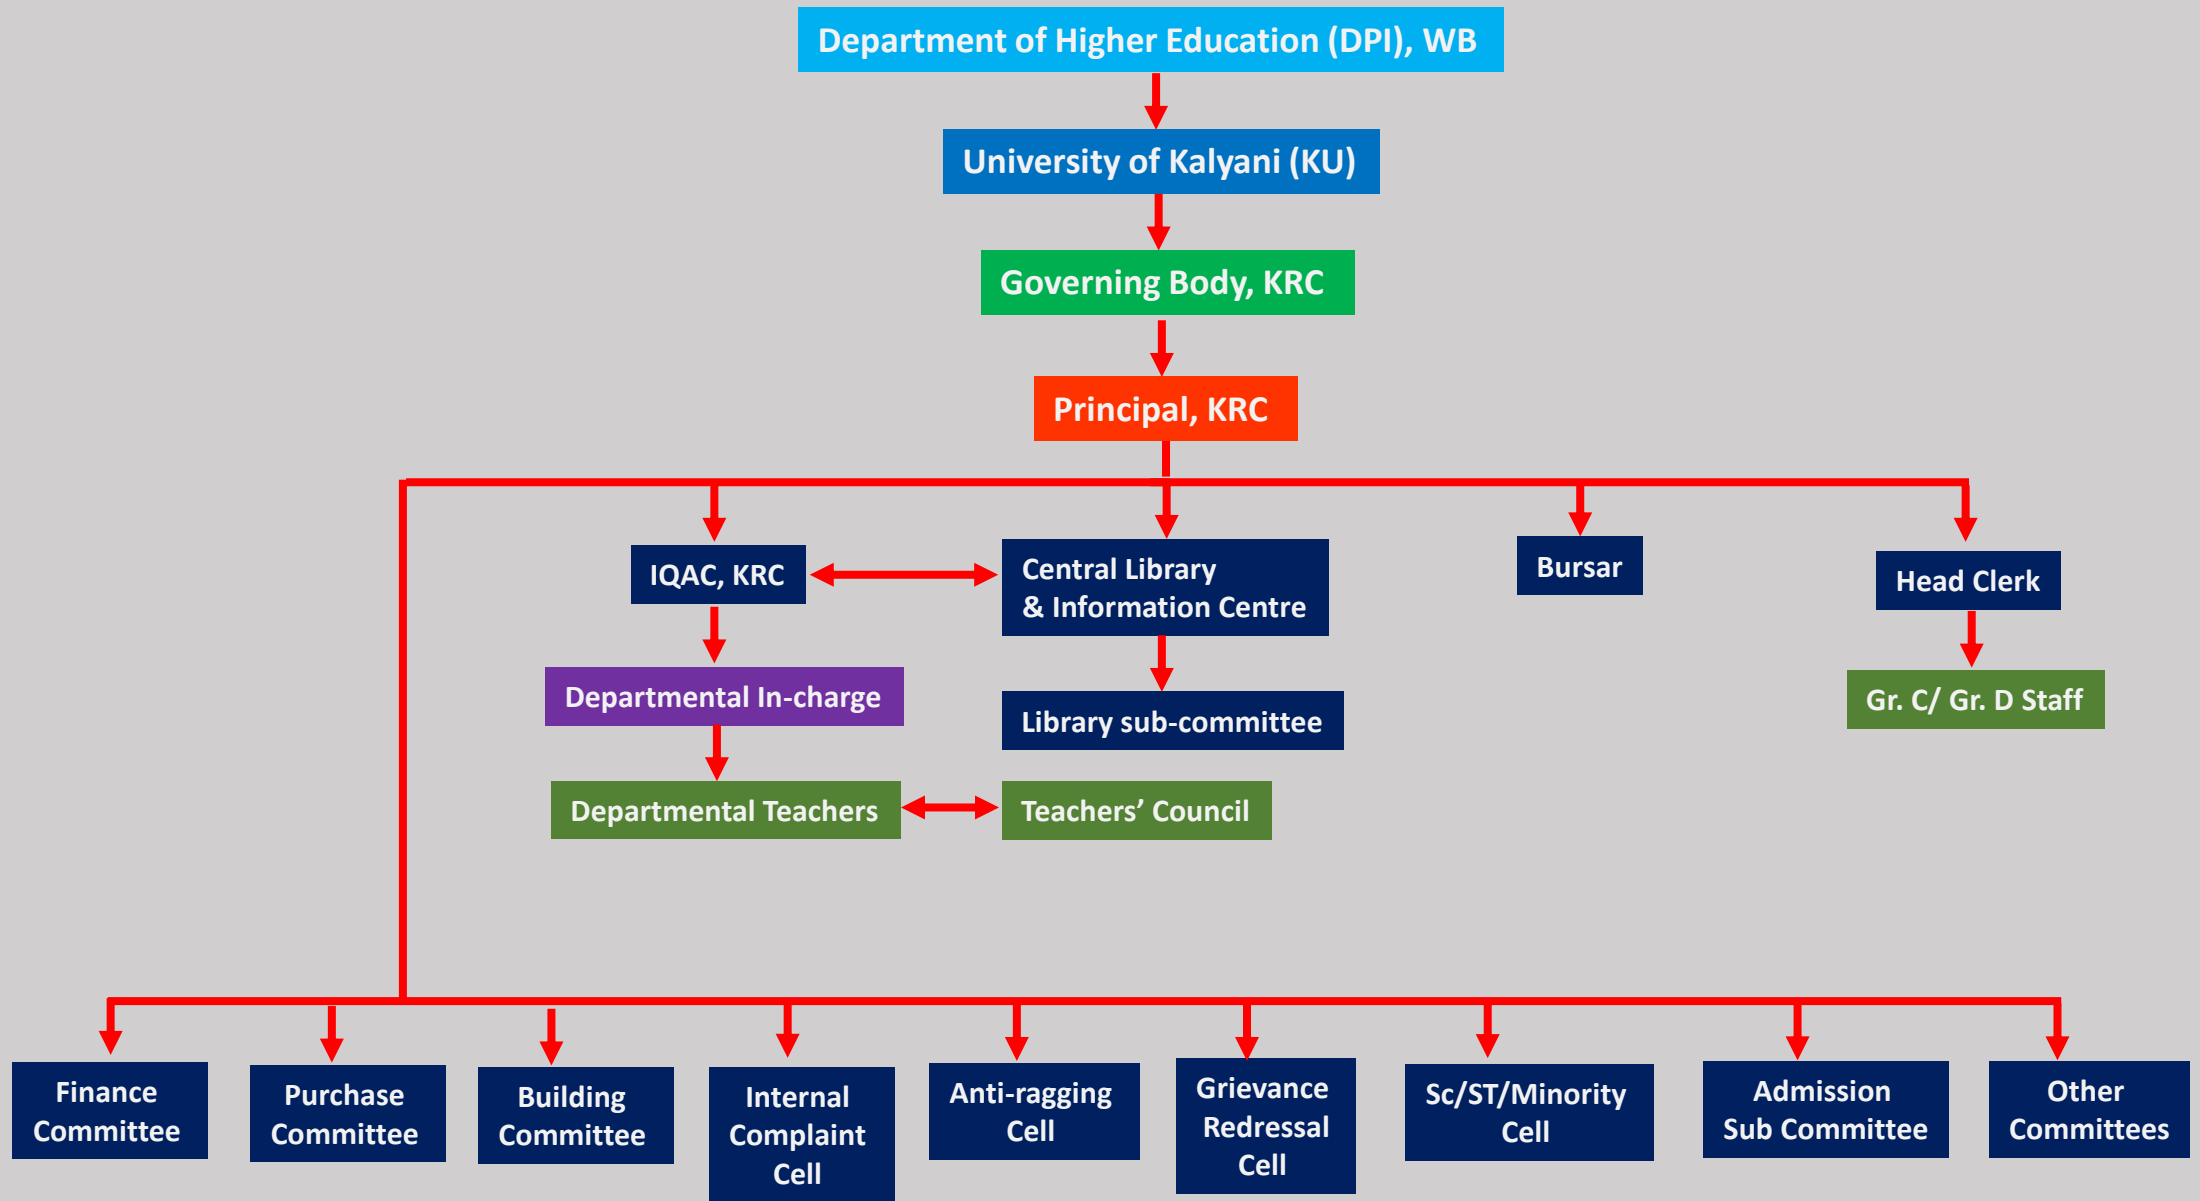 Department of Higher Education (DPI), WB
University of Kalyani (KU)
Governing Body, KRC
Principal, KRC
IQAC, KRC
Central Library
& Information Centre
Bursar
Head Clerk
Departmental In-charge
Library sub-committee
Gr. C/ Gr. D Staff
Departmental Teachers
Teachers’ Council
Finance
Committee
Purchase
Committee
Building
Committee
Internal
Complaint
Cell
Anti-ragging
Cell
Grievance
Redressal
Cell
Sc/ST/Minority
Cell
Admission
Sub Committee
Other
Committees